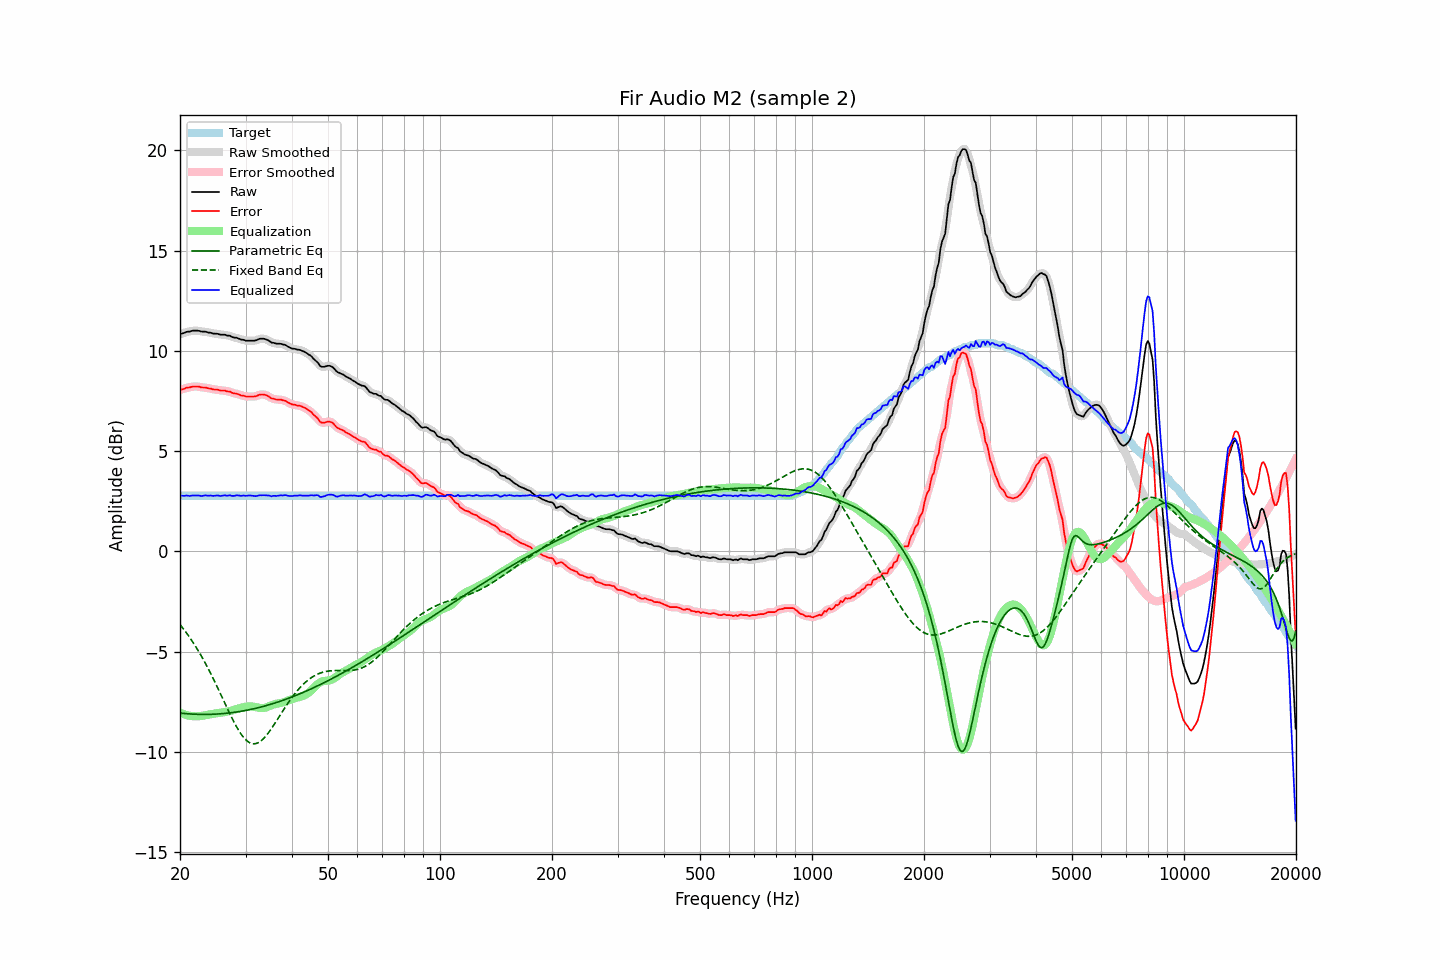 Fir Audio M2 (sample 2)
Target
Raw Smoothed
Error Smoothed
Raw
Error
Equalization
Parametric Eq
Fixed Band Eq
Equalized
Amplitude (dBr)
20
15
10
5
0
−5
−10
−15
20 50 100 200 500 1000 2000 5000 10000 20000
Frequency (Hz)